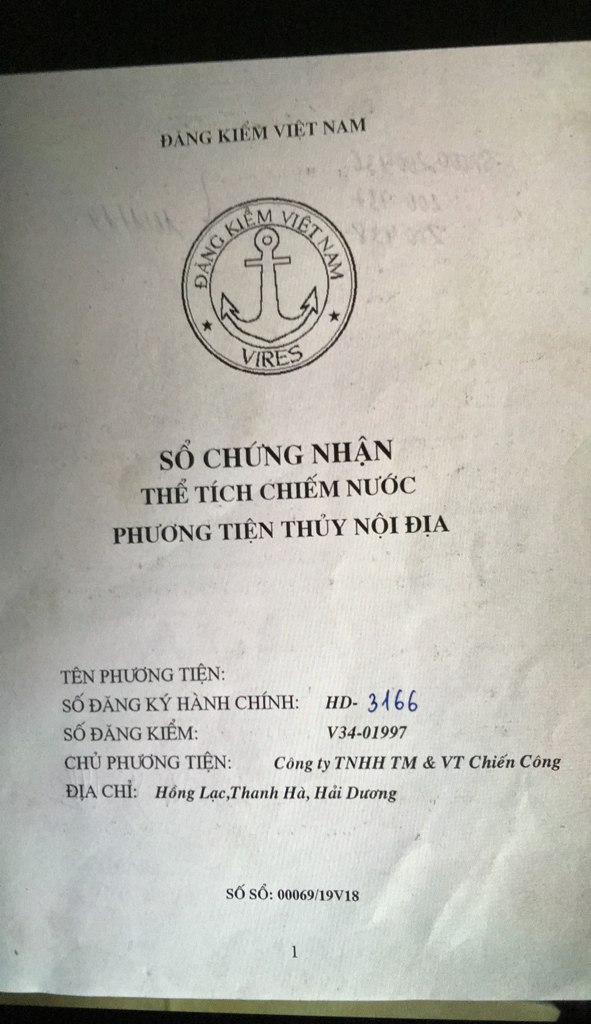 ĐĂNG KIỂM VIỆT NAM
ĐĂNG KIỂM VIỆT NAM
VIRES
SỔ CHỨNG NHẬN
THỂ TÍCH CHIẾM NƯỚC
PHƯƠNG TIỆN THỦY NỘI ĐỊA
TÊN PHƯƠNG TIỆN:
SỐ ĐĂNG KÝ HÀNH CHÍNH: HD- 3166
SỐ ĐĂNG KIỂM: V34-01997
CHỦ PHƯƠNG TIỆN: Công ty TNHH TM & VT Chiến Công
ĐỊA CHỈ: Hồng Lạc,Thanh Hà, Hải Dương
SỐ SỔ: 00069/19V18
1